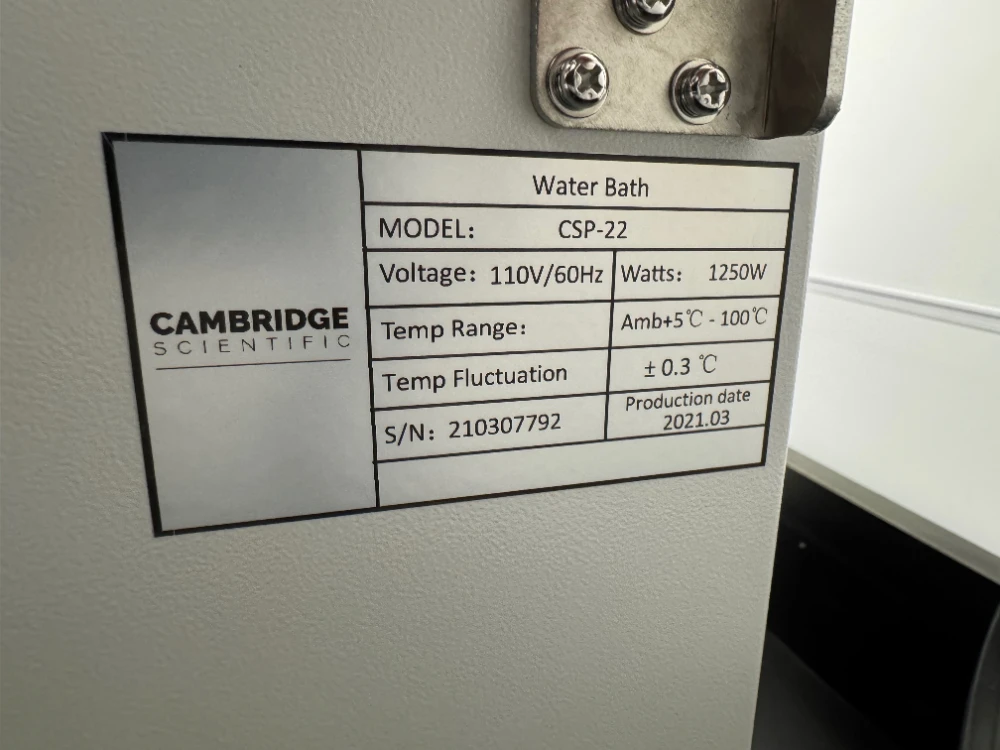 CAMBRIDGE
SCIENTIFIC
Water Bath
MODEL: CSP-22
Voltage: 110V/60Hz Watts: 1250W
Temp Range: Amb+5℃ - 100℃
Temp Fluctuation ± 0.3 ℃
S/N: 210307792 Production date
2021.03